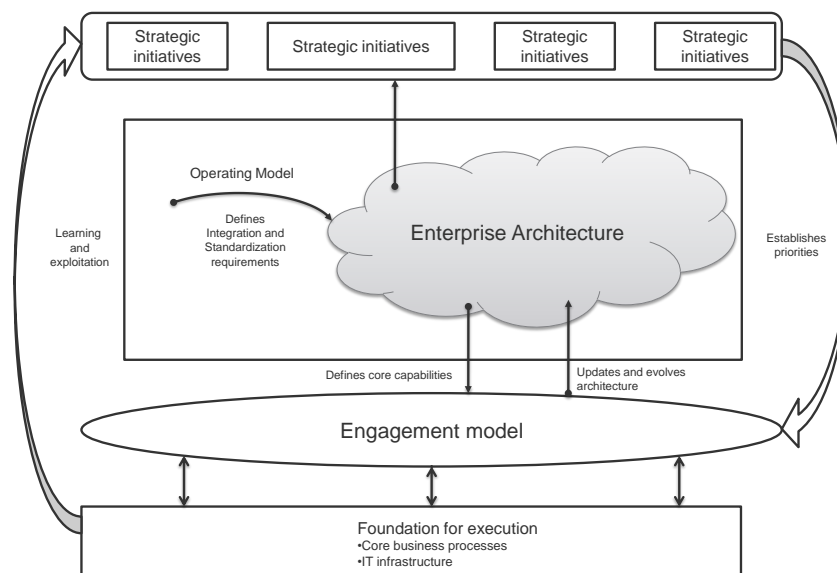 Strategic
initiatives
Strategic initiatives
Strategic
initiatives
Strategic
initiatives
Operating Model
Defines
Integration and
Standardization
requirements
Enterprise Architecture
Learning
and
exploitation
Establishes
priorities
Defines core capabilities
Updates and evolves
architecture
Engagement model
Foundation for execution
•Core business processes
•IT infrastructure